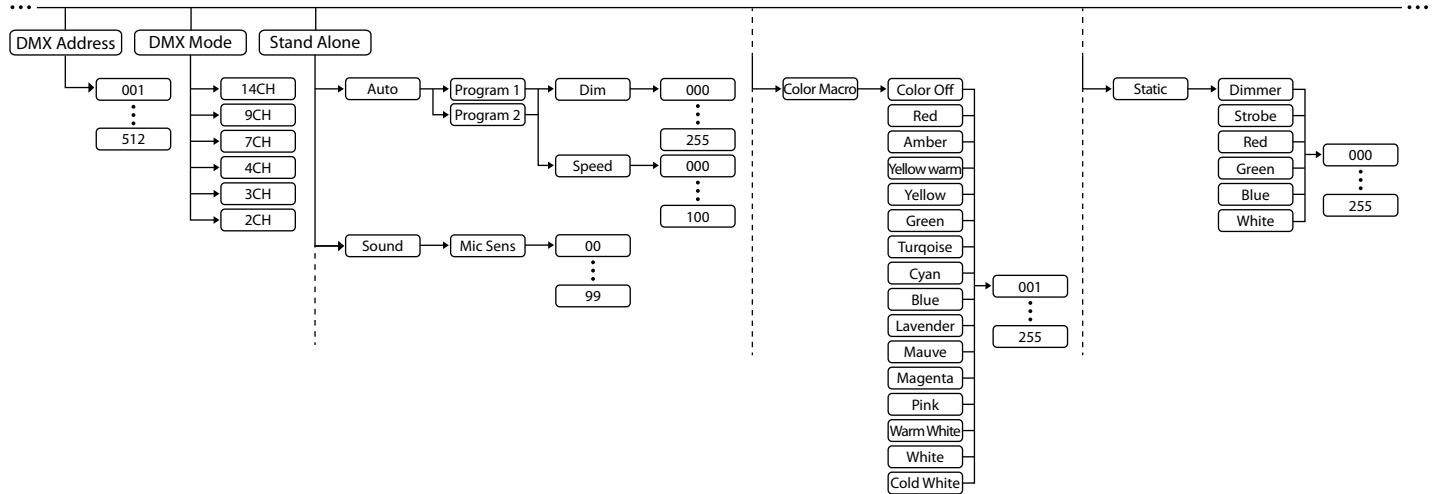 DMX Address
DMX Mode
Stand Alone
001
512
14CH
9CH
7CH
4CH
3CH
2CH
Auto
Program 1
Program 2
Dim
000
255
Speed
000
100
Sound
Mic Sens
00
99
Color Macro
Color Off
Red
Amber
Yellow warm
Yellow
Green
Turqoise
Cyan
Blue
Lavender
Mauve
Magenta
Pink
Warm White
White
Cold White
001
255
Static
Dimmer
Strobe
Red
Green
Blue
White
000
255